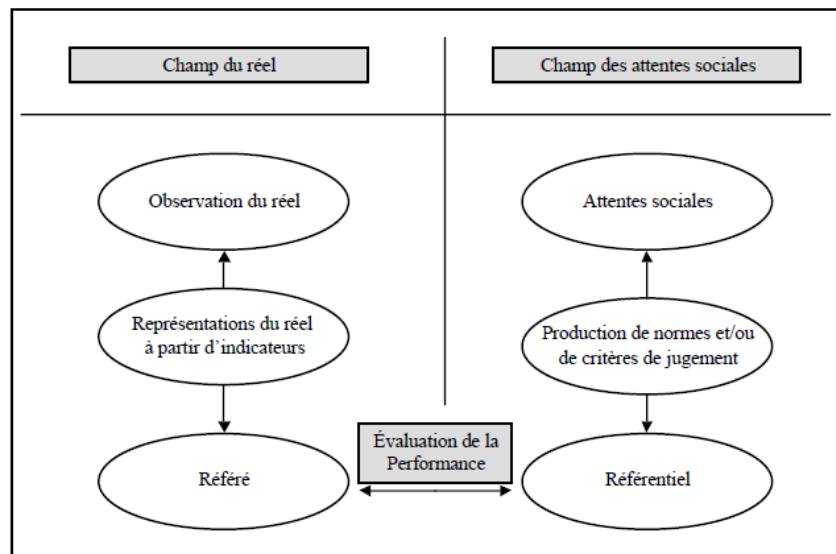 Champ du réel
Champ des attentes sociales
Observation du réel
Attentes sociales
Représentations du réel
à partir d’indicateurs
Production de normes et/ou
de critères de jugement
Évaluation de la
Performance
Référé
Référentiel